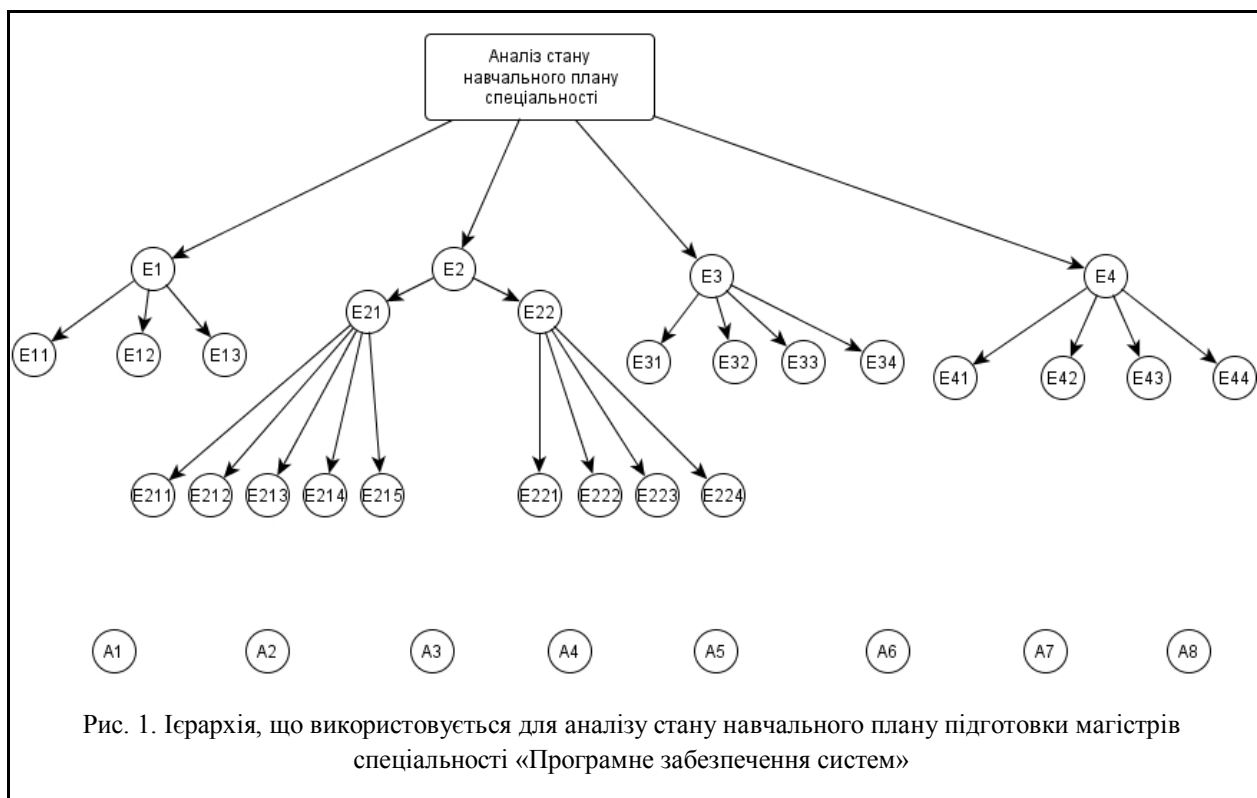 Аналіз стану
навчального плану
спеціальності
E1
E2
E3
E4
E21
E22
E11
E12
E13
E31
E32
E33
E34
E41
E42
E43
E44
E211
E212
E213
E214
E215
E221
E222
E223
E224
A1
A2
A3
A4
A5
A6
A7
A8
Рис. 1. Ієрархія, що використовується для аналізу стану навчального плану підготовки магістрів
спеціальності «Програмне забезпечення систем»